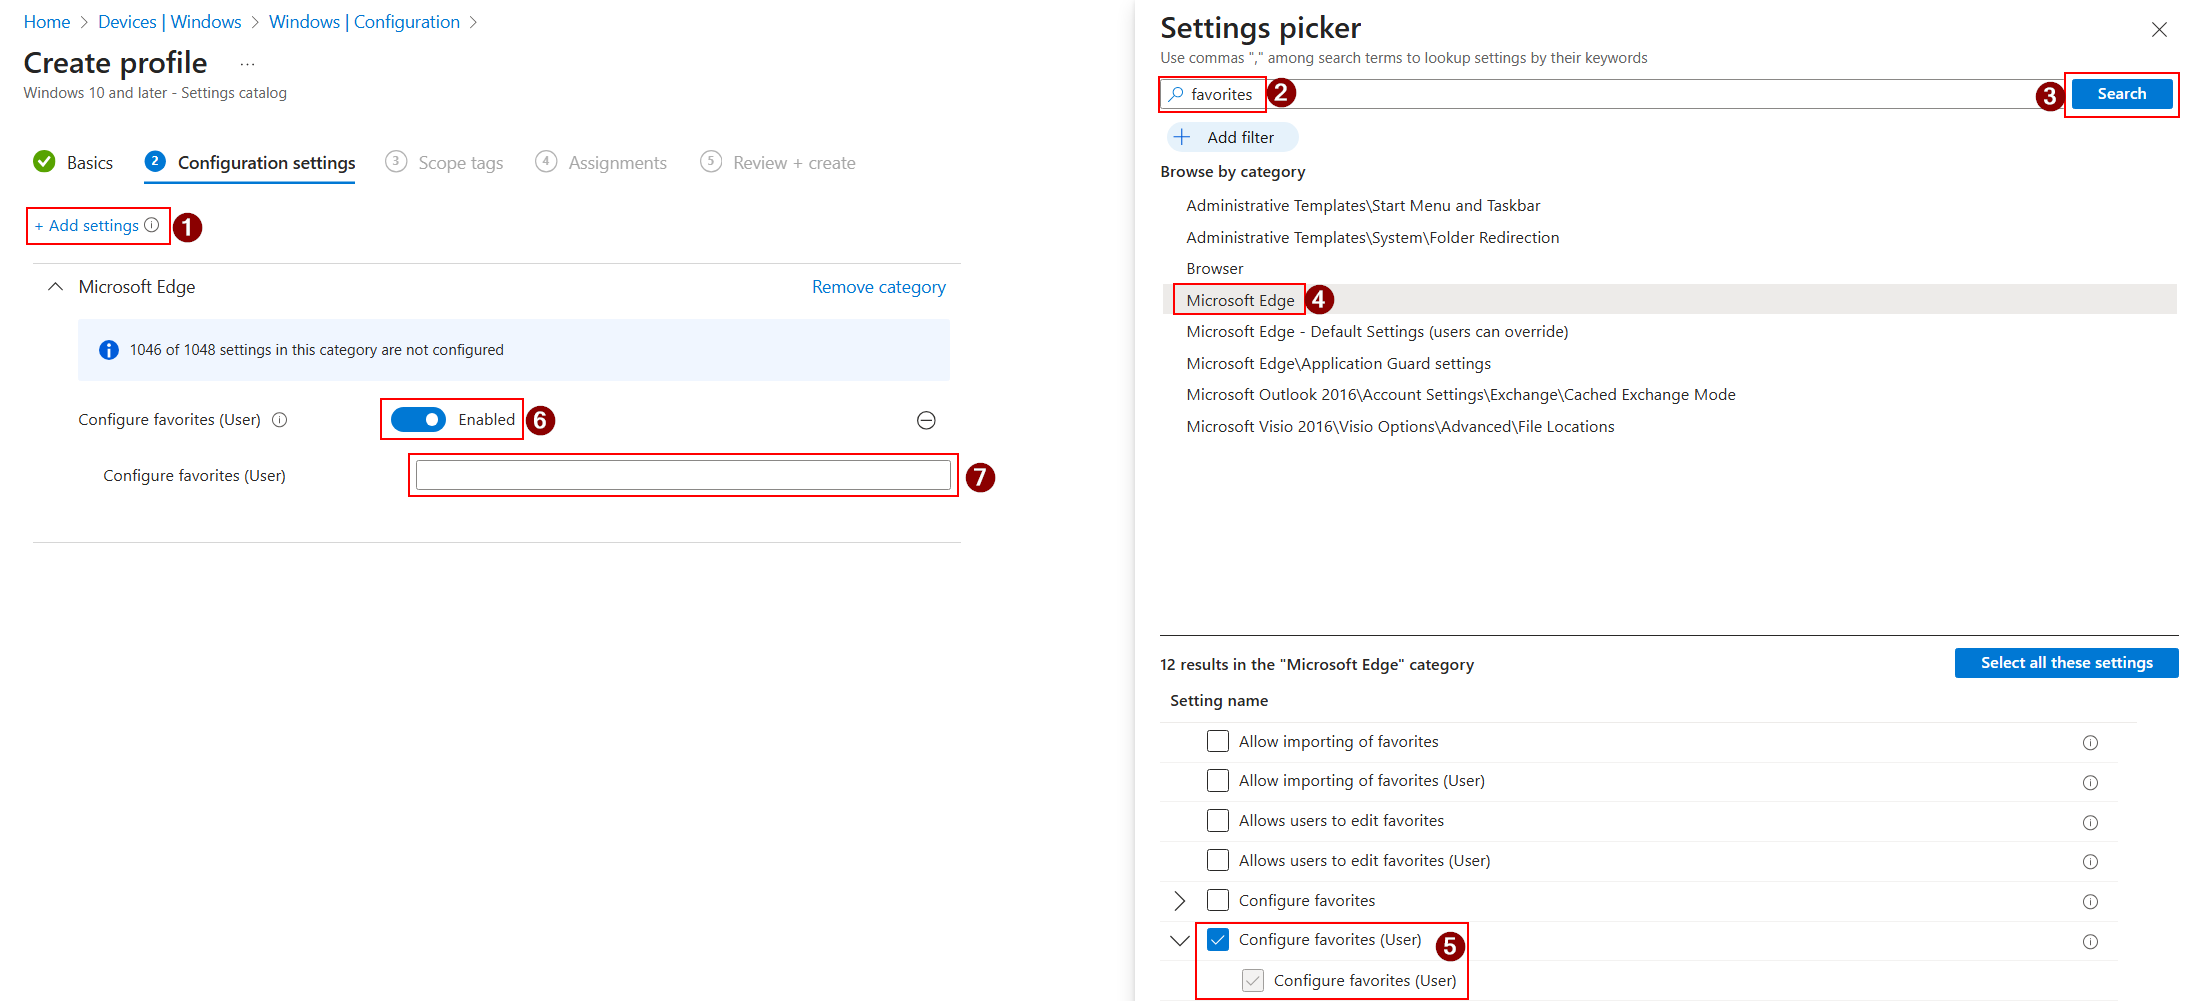 Home > Devices | Windows > Windows | Configuration >
Create profile ...
Windows 10 and later - Settings catalog
Basics
2 Configuration settings
3 Scope tags
4 Assignments
5 Review + create
+ Add settings
1
Microsoft Edge
Remove category
1046 of 1048 settings in this category are not configured
Configure favorites (User)
Enabled
6
Configure favorites (User)
7
Settings picker
Use commas "," among search terms to lookup settings by their keywords
favorites
2
3
Search
Add filter
Browse by category
Administrative Templates\Start Menu and Taskbar
Administrative Templates\System\Folder Redirection
Browser
Microsoft Edge
4
Microsoft Edge - Default Settings (users can override)
Microsoft Edge\Application Guard settings
Microsoft Outlook 2016\Account Settings\Exchange\Cached Exchange Mode
Microsoft Visio 2016\Visio Options\Advanced\File Locations
12 results in the "Microsoft Edge" category
Select all these settings
Setting name
Allow importing of favorites
Allow importing of favorites (User)
Allows users to edit favorites
Allows users to edit favorites (User)
Configure favorites
Configure favorites (User)
5
Configure favorites (User)